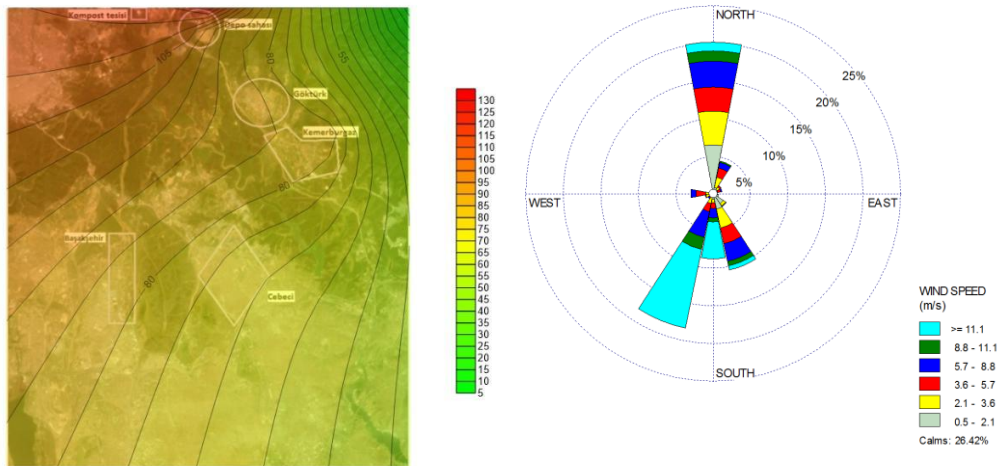 Kompost tesisi
Depo sahası
105
80
55
Göktürk
Kemerburgaz
80
Başakşehir
80
Cebeci
130
125
120
115
110
105
100
95
90
85
80
75
70
65
60
55
50
45
40
35
30
25
20
15
10
5
NORTH
25%
20%
15%
10%
5%
WEST
EAST
SOUTH
WIND SPEED
(m/s)
>= 11.1
8.8 - 11.1
5.7 - 8.8
3.6 - 5.7
2.1 - 3.6
0.5 - 2.1
Calms: 26.42%